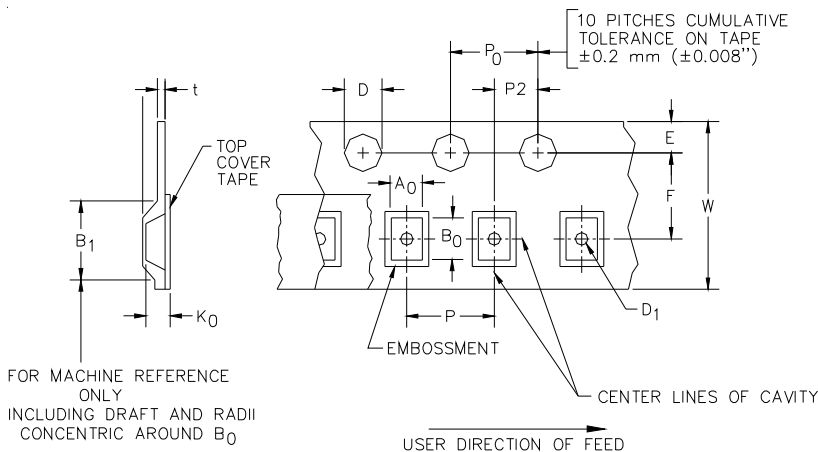 10 PITCHES CUMULATIVE
TOLERANCE ON TAPE
±0.2 mm (±0.008")
P0
D
P2
t
E
TOP
COVER
TAPE
A0
F
W
B1
B0
K0
P
D1
EMBOSSMENT
FOR MACHINE REFERENCE
ONLY
INCLUDING DRAFT AND RADII
CONCENTRIC AROUND B0
CENTER LINES OF CAVITY
USER DIRECTION OF FEED